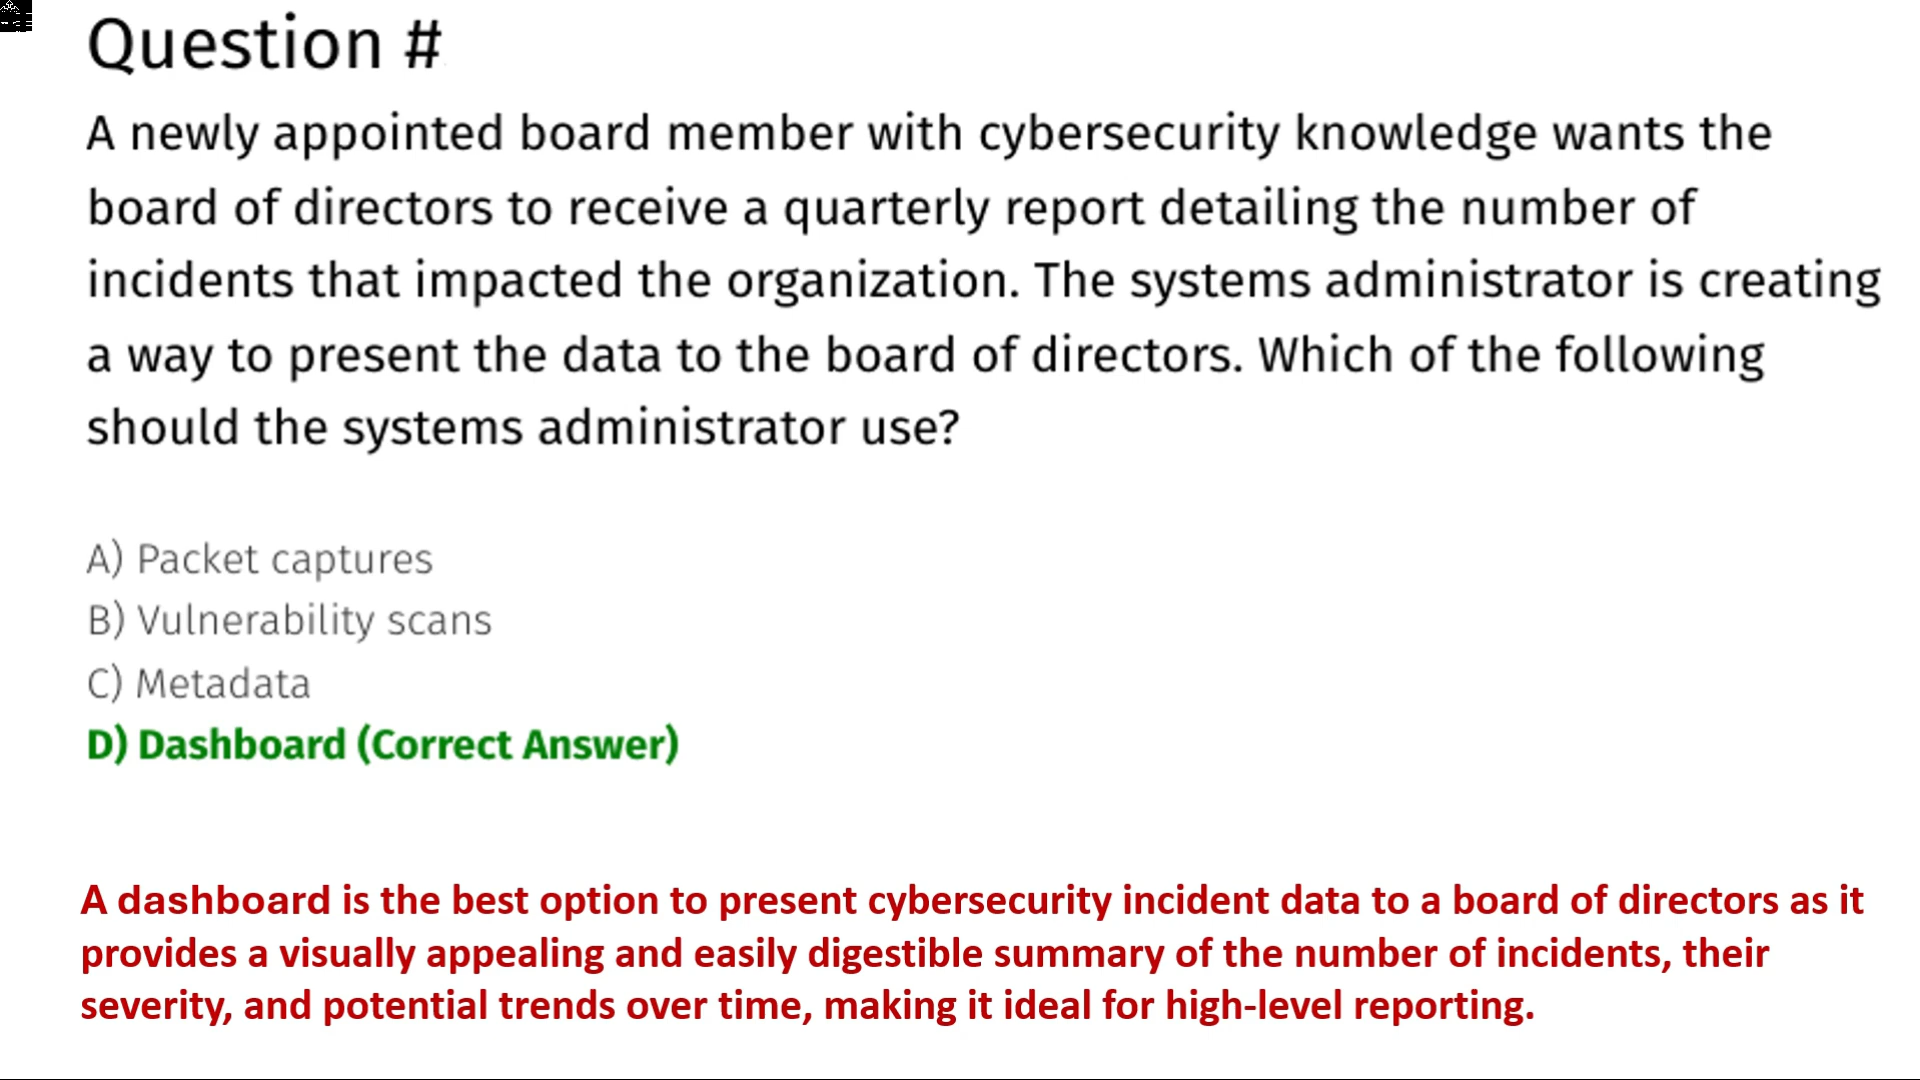 Question #
A newly appointed board member with cybersecurity knowledge wants the
board of directors to receive a quarterly report detailing the number of
incidents that impacted the organization. The systems administrator is creating
a way to present the data to the board of directors. Which of the following
should the systems administrator use?
A) Packet captures
B) Vulnerability scans
C) Metadata
D) Dashboard (Correct Answer)
A dashboard is the best option to present cybersecurity incident data to a board of directors as it
provides a visually appealing and easily digestible summary of the number of incidents, their
severity, and potential trends over time, making it ideal for high-level reporting.